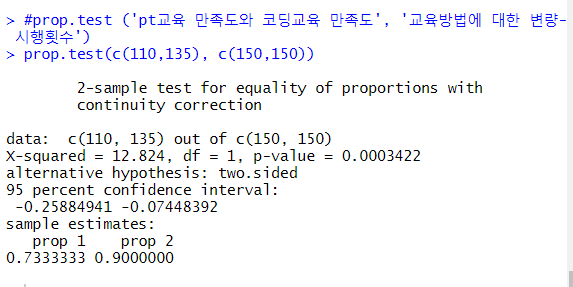 > #prop.test ('pt교육 만족도와 코딩교육 만족도', '교육방법에 대한 변량-
시행횟수')
> prop.test(c(110,135), c(150,150))
2-sample test for equality of proportions with
continuity correction
data:  c(110, 135) out of c(150, 150)
X-squared = 12.824, df = 1, p-value = 0.0003422
alternative hypothesis: two.sided
95 percent confidence interval:
-0.25884941 -0.07448392
sample estimates:
prop 1    prop 2
0.7333333 0.9000000